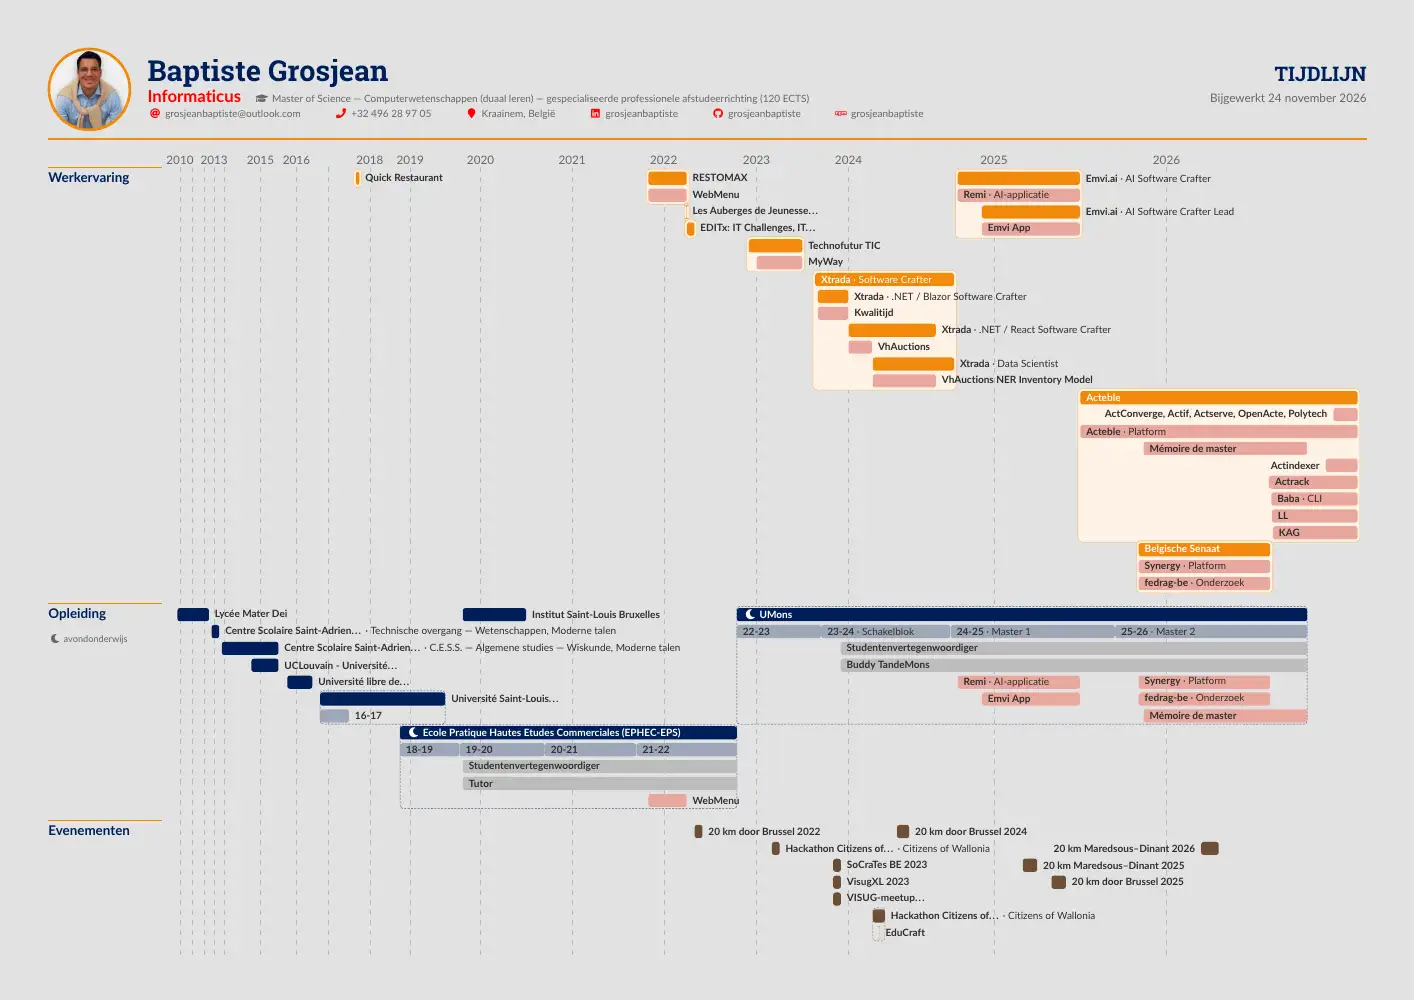 Baptiste Grosjean
TIJDLIJN
Informaticus Master of Science — Computerwetenschappen (duaal leren) — gespecialiseerde professionele afstudeerrichting (120 ECTS)
Bijgewerkt 24 november 2026
grosjeanbaptiste@outlook.com +32 496 28 97 05 Kraainem, België grosjeanbaptiste grosjeanbaptiste grosjeanbaptiste
2010 2013 2015 2016 2018 2019 2020 2021 2022 2023 2024 2025 2026
Werkervaring
Quick Restaurant
RESTOMAX
Emvi.ai · AI Software Crafter
WebMenu
Remi · AI-applicatie
Les Auberges de Jeunesse...
Emvi.ai · AI Software Crafter Lead
EDITx: IT Challenges, IT...
Emvi App
Technofutur TIC
MyWay
Xtrada · Software Crafter
Xtrada · .NET / Blazor Software Crafter
Kwalitijd
Xtrada · .NET / React Software Crafter
VhAuctions
Xtrada · Data Scientist
VhAuctions NER Inventory Model
Acteble
ActConverge, Actif, Actserve, OpenActe, Polytech
Acteble · Platform
Mémoire de master
Actindexer
Actrack
Baba · CLI
LL
KAG
Belgische Senaat
Synergy · Platform
fedrag-be · Onderzoek
Opleiding
avondonderwijs
Lycée Mater Dei
Institut Saint-Louis Bruxelles
UMons
Centre Scolaire Saint-Adrien... · Technische overgang — Wetenschappen, Moderne talen
22-23 23-24 · Schakelblok 24-25 · Master 1 25-26 · Master 2
Centre Scolaire Saint-Adrien... · C.E.S.S. — Algemene studies — Wiskunde, Moderne talen
Studentenvertegenwoordiger
UCLouvain - Université...
Buddy TandeMons
Université libre de...
Remi · AI-applicatie
Synergy · Platform
Université Saint-Louis...
Emvi App
fedrag-be · Onderzoek
16-17
Mémoire de master
Ecole Pratique Hautes Etudes Commerciales (EPHEC-EPS)
18-19 19-20 20-21 21-22
Studentenvertegenwoordiger
Tutor
WebMenu
Evenementen
20 km door Brussel 2022
20 km door Brussel 2024
Hackathon Citizens of... · Citizens of Wallonia
20 km Maredsous–Dinant 2026
SoCraTes BE 2023
20 km Maredsous–Dinant 2025
VisugXL 2023
20 km door Brussel 2025
VISUG-meetup...
Hackathon Citizens of... · Citizens of Wallonia
EduCraft